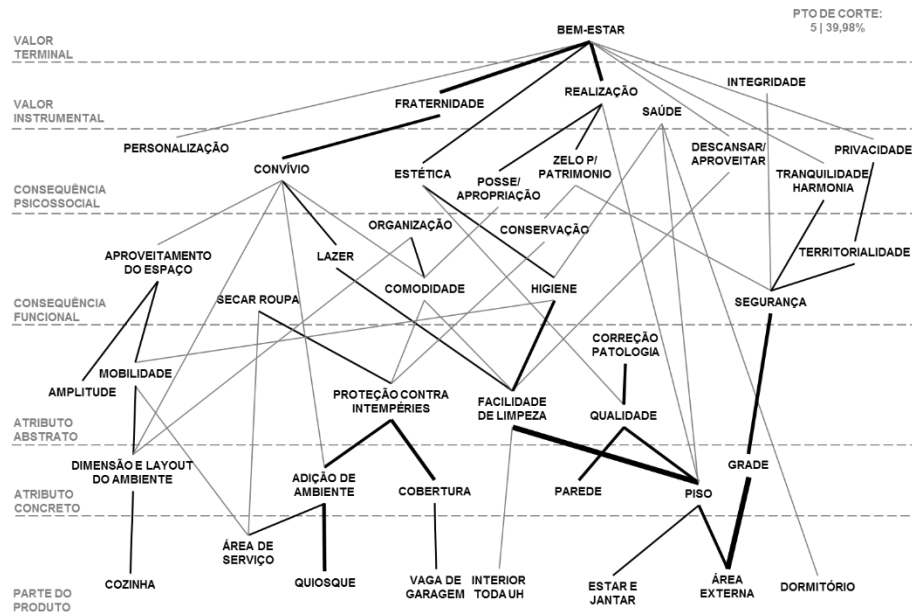 PTO DE CORTE:
5 | 39,98%
BEM-ESTAR
VALOR
TERMINAL
INTEGRIDADE
REALIZAÇÃO
FRATERNIDADE
SAÚDE
VALOR
INSTRUMENTAL
PERSONALIZAÇÃO
DESCANSAR/
APROVEITAR
PRIVACIDADE
CONVÍVIO
ESTÉTICA
POSSE/
APROPRIAÇÃO
ZELO P/
PATRIMONIO
TRANQUILIDADE
HARMONIA
CONSEQUÊNCIA
PSICOSSOCIAL
ORGANIZAÇÃO
CONSERVAÇÃO
APROVEITAMENTO
DO ESPAÇO
LAZER
TERRITORIALIDADE
SECAR ROUPA
COMODIDADE
HIGIENE
SEGURANÇA
CONSEQUÊNCIA
FUNCIONAL
CORREÇÃO
PATOLOGIA
MOBILIDADE
AMPLITUDE
PROTEÇÃO CONTRA
INTEMPÉRIES
FACILIDADE
DE LIMPEZA
QUALIDADE
ATRIBUTO
ABSTRATO
DIMENSÃO E LAYOUT
DO AMBIENTE
ADIÇÃO DE
AMBIENTE
COBERTURA
PAREDE
PISO
GRADE
ATRIBUTO
CONCRETO
ÁREA DE
SERVIÇO
COZINHA
QUIOSQUE
VAGA DE
GARAGEM
INTERIOR
TODA UH
ESTAR E
JANTAR
ÁREA
EXTERNA
DORMITÓRIO
PARTE DO
PRODUTO